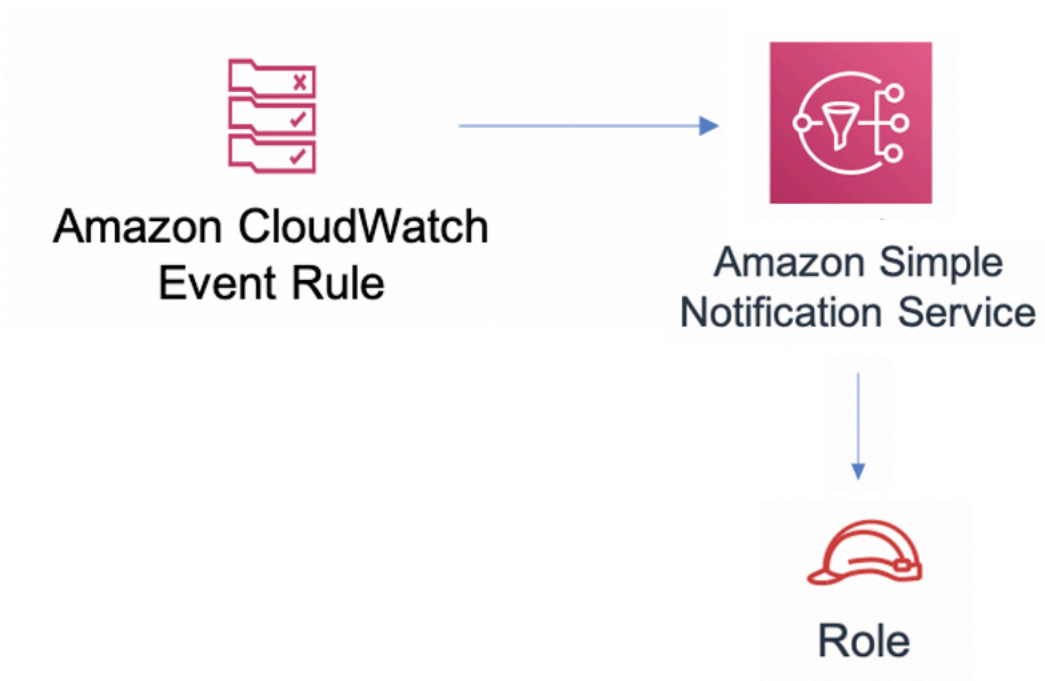 Amazon CloudWatch
Event Rule
Amazon Simple
Notification Service
Role